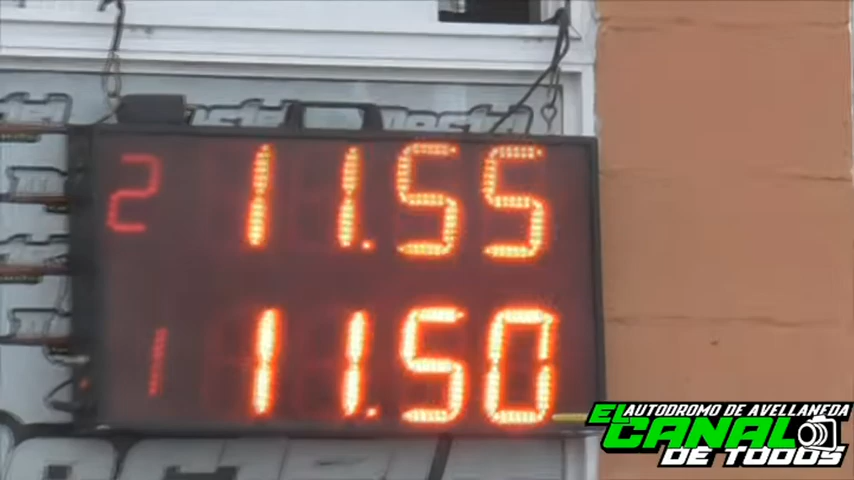 2 11.55
1 11.50
EL AUTODROMO DE AVELLANEDA
CANAL
DE TODOS